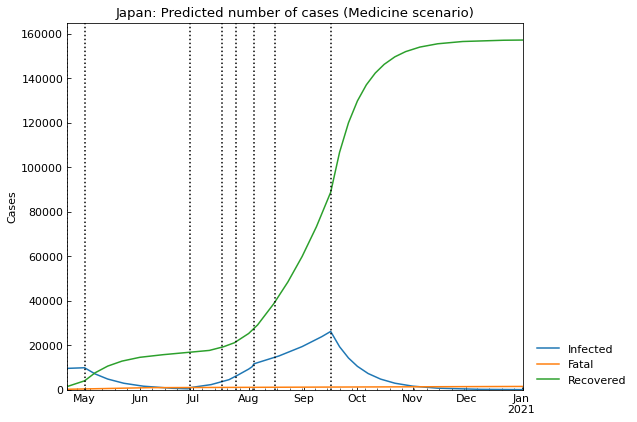 Japan: Predicted number of cases (Medicine scenario)
160000
140000
120000
100000
80000
60000
40000
20000
0
Cases
May Jun Jul Aug Sep Oct Nov Dec Jan
2021
Infected
Fatal
Recovered